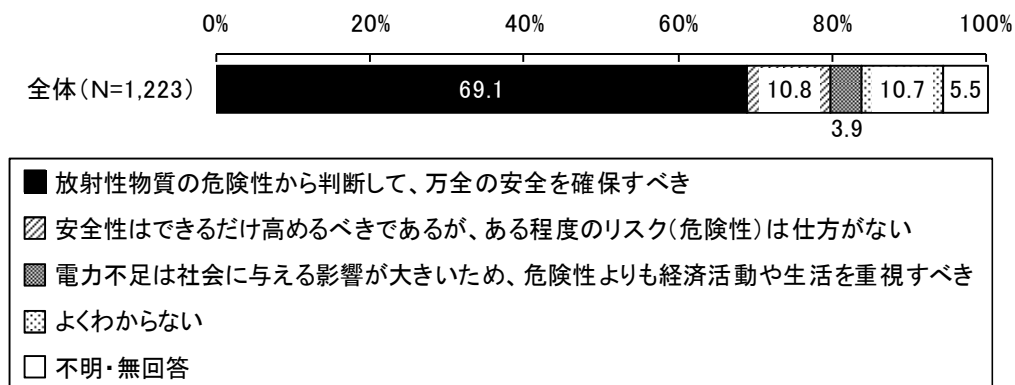 0% 20% 40% 60% 80% 100%
全体(N=1,223) 69.1 10.8 10.7 5.5
3.9
放射性物質の危険性から判断して、万全の安全を確保すべき
安全性はできるだけ高めるべきであるが、ある程度のリスク(危険性)は仕方がない
電力不足は社会に与える影響が大きいため、危険性よりも経済活動や生活を重視すべき
よくわからない
不明・無回答